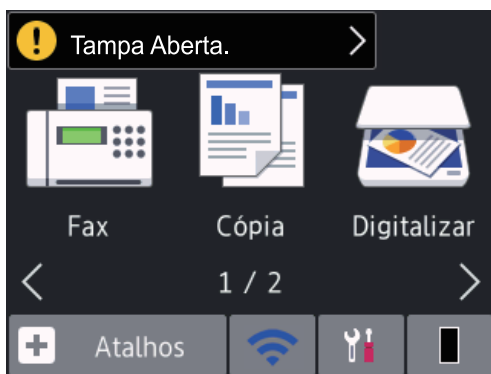 Tampa Aberta.
Fax
Cópia
Digitalizar
1 / 2
Atalhos